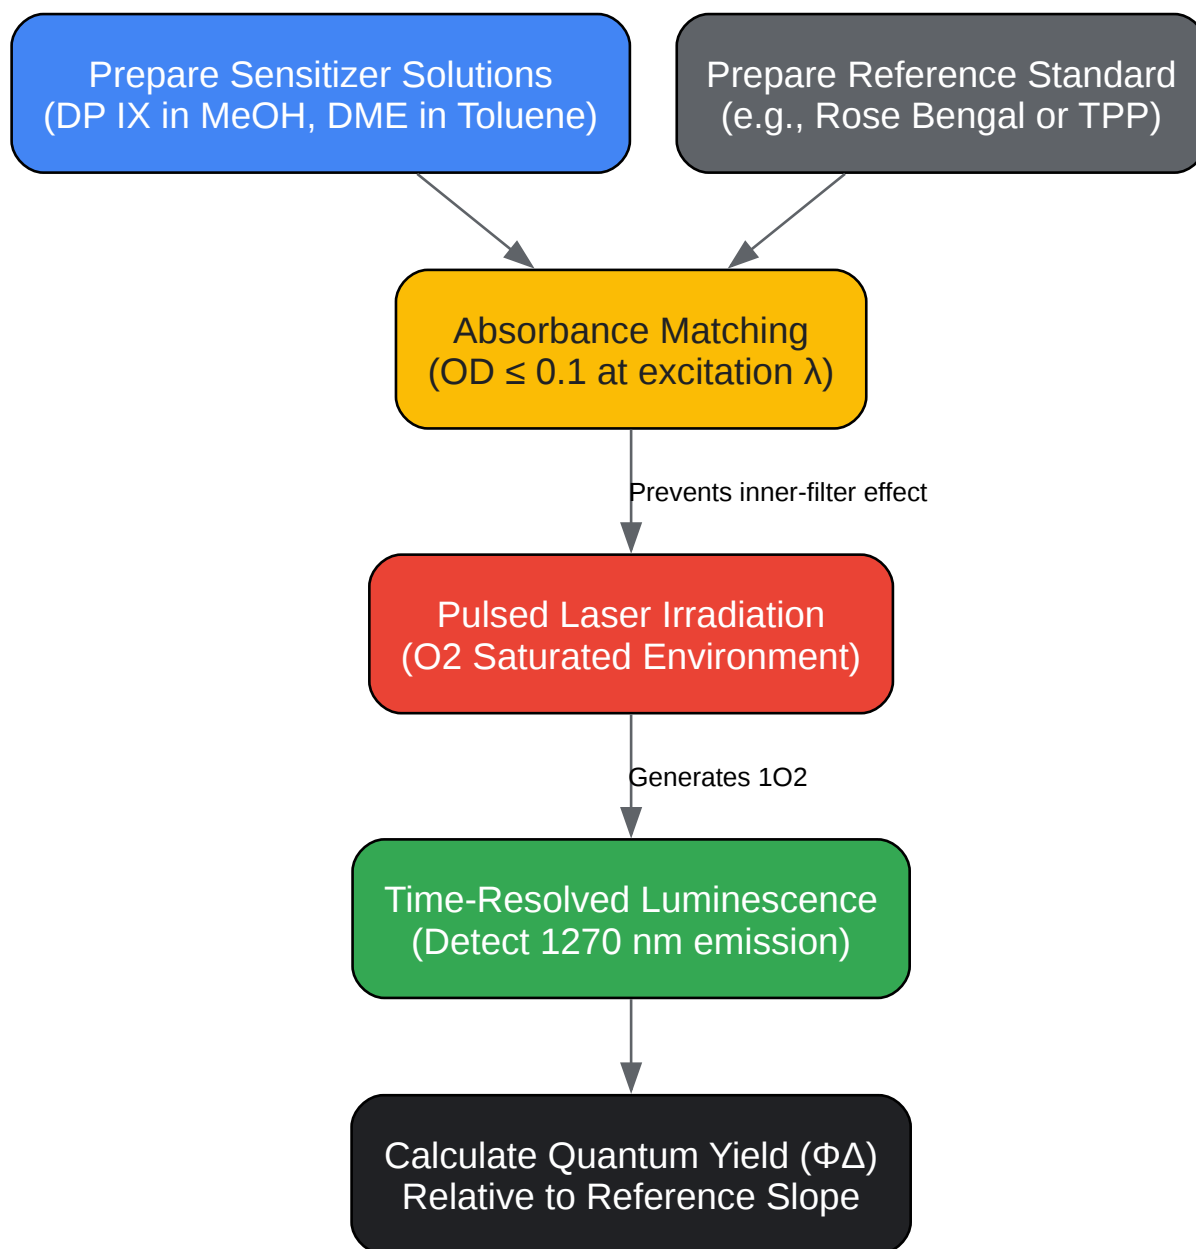 Prepare Sensitizer Solutions
(DP IX in MeOH, DME in Toluene)
Prepare Reference Standard
(e.g., Rose Bengal or TPP)
Absorbance Matching
(OD ≤ 0.1 at excitation λ)
Prevents inner-filter effect
Pulsed Laser Irradiation
(O2 Saturated Environment)
Generates 1O2
Time-Resolved Luminescence
(Detect 1270 nm emission)
Calculate Quantum Yield (ΦΔ)
Relative to Reference Slope